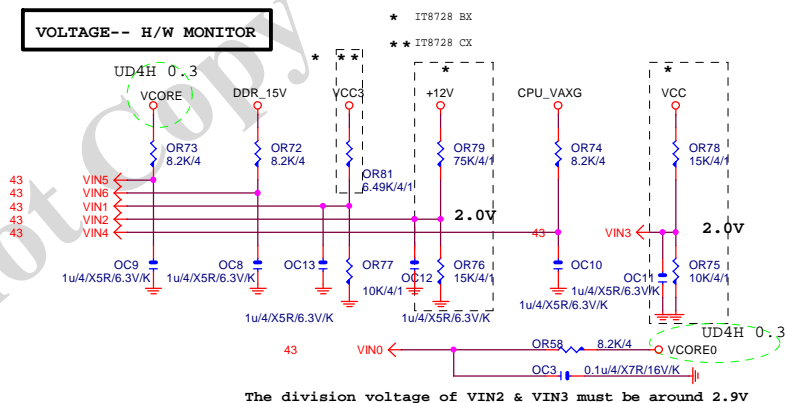 VOLTAGE-- H/W MONITOR
* IT8728 BX
** IT8728 CX
UD4H 0.3
VCORE
DDR_15V
* **
VCC3
*
+12V
CPU_VAXG
*
VCC
OR73
8.2K/4
OR72
8.2K/4
OR81
6.49K/4/1
OR79
75K/4/1
OR74
8.2K/4
OR78
15K/4/1
43 VIN5
43 VIN6
43 VIN1
43 VIN2
43 VIN4
2.0V
43 VIN3
2.0V
OC9
1u/4/X5R/6.3V/K
OC8
1u/4/X5R/6.3V/K
OC13
1u/4/X5R/6.3V/K
OR77
10K/4/1
OC12
1u/4/X5R/6.3V/K
OR76
15K/4/1
OC10
1u/4/X5R/6.3V/K
OC11
1u/4/X5R/6.3V/K
OR75
10K/4/1
UD4H 0.3
43 VIN0
OR58 8.2K/4
VCORE0
OC3 0.1u/4/X7R/16V/K
The division voltage of VIN2 & VIN3 must be around 2.9V
ot Copy